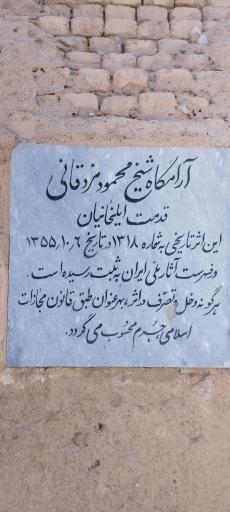 آرامگاه شیخ محمود مزدقانی
قدمت ایلخانیان
این اثر تاریخی به شماره ۱۳۱۸ در تاریخ ۱۳۵۵،۱۰،۶
در فهرست آثار ملی ایران به ثبت رسیده است.
هرگونه دخل و تصرف در اثر به هر عنوان طبق قانون مجازات
اسلامی جرم محسوب می گردد.